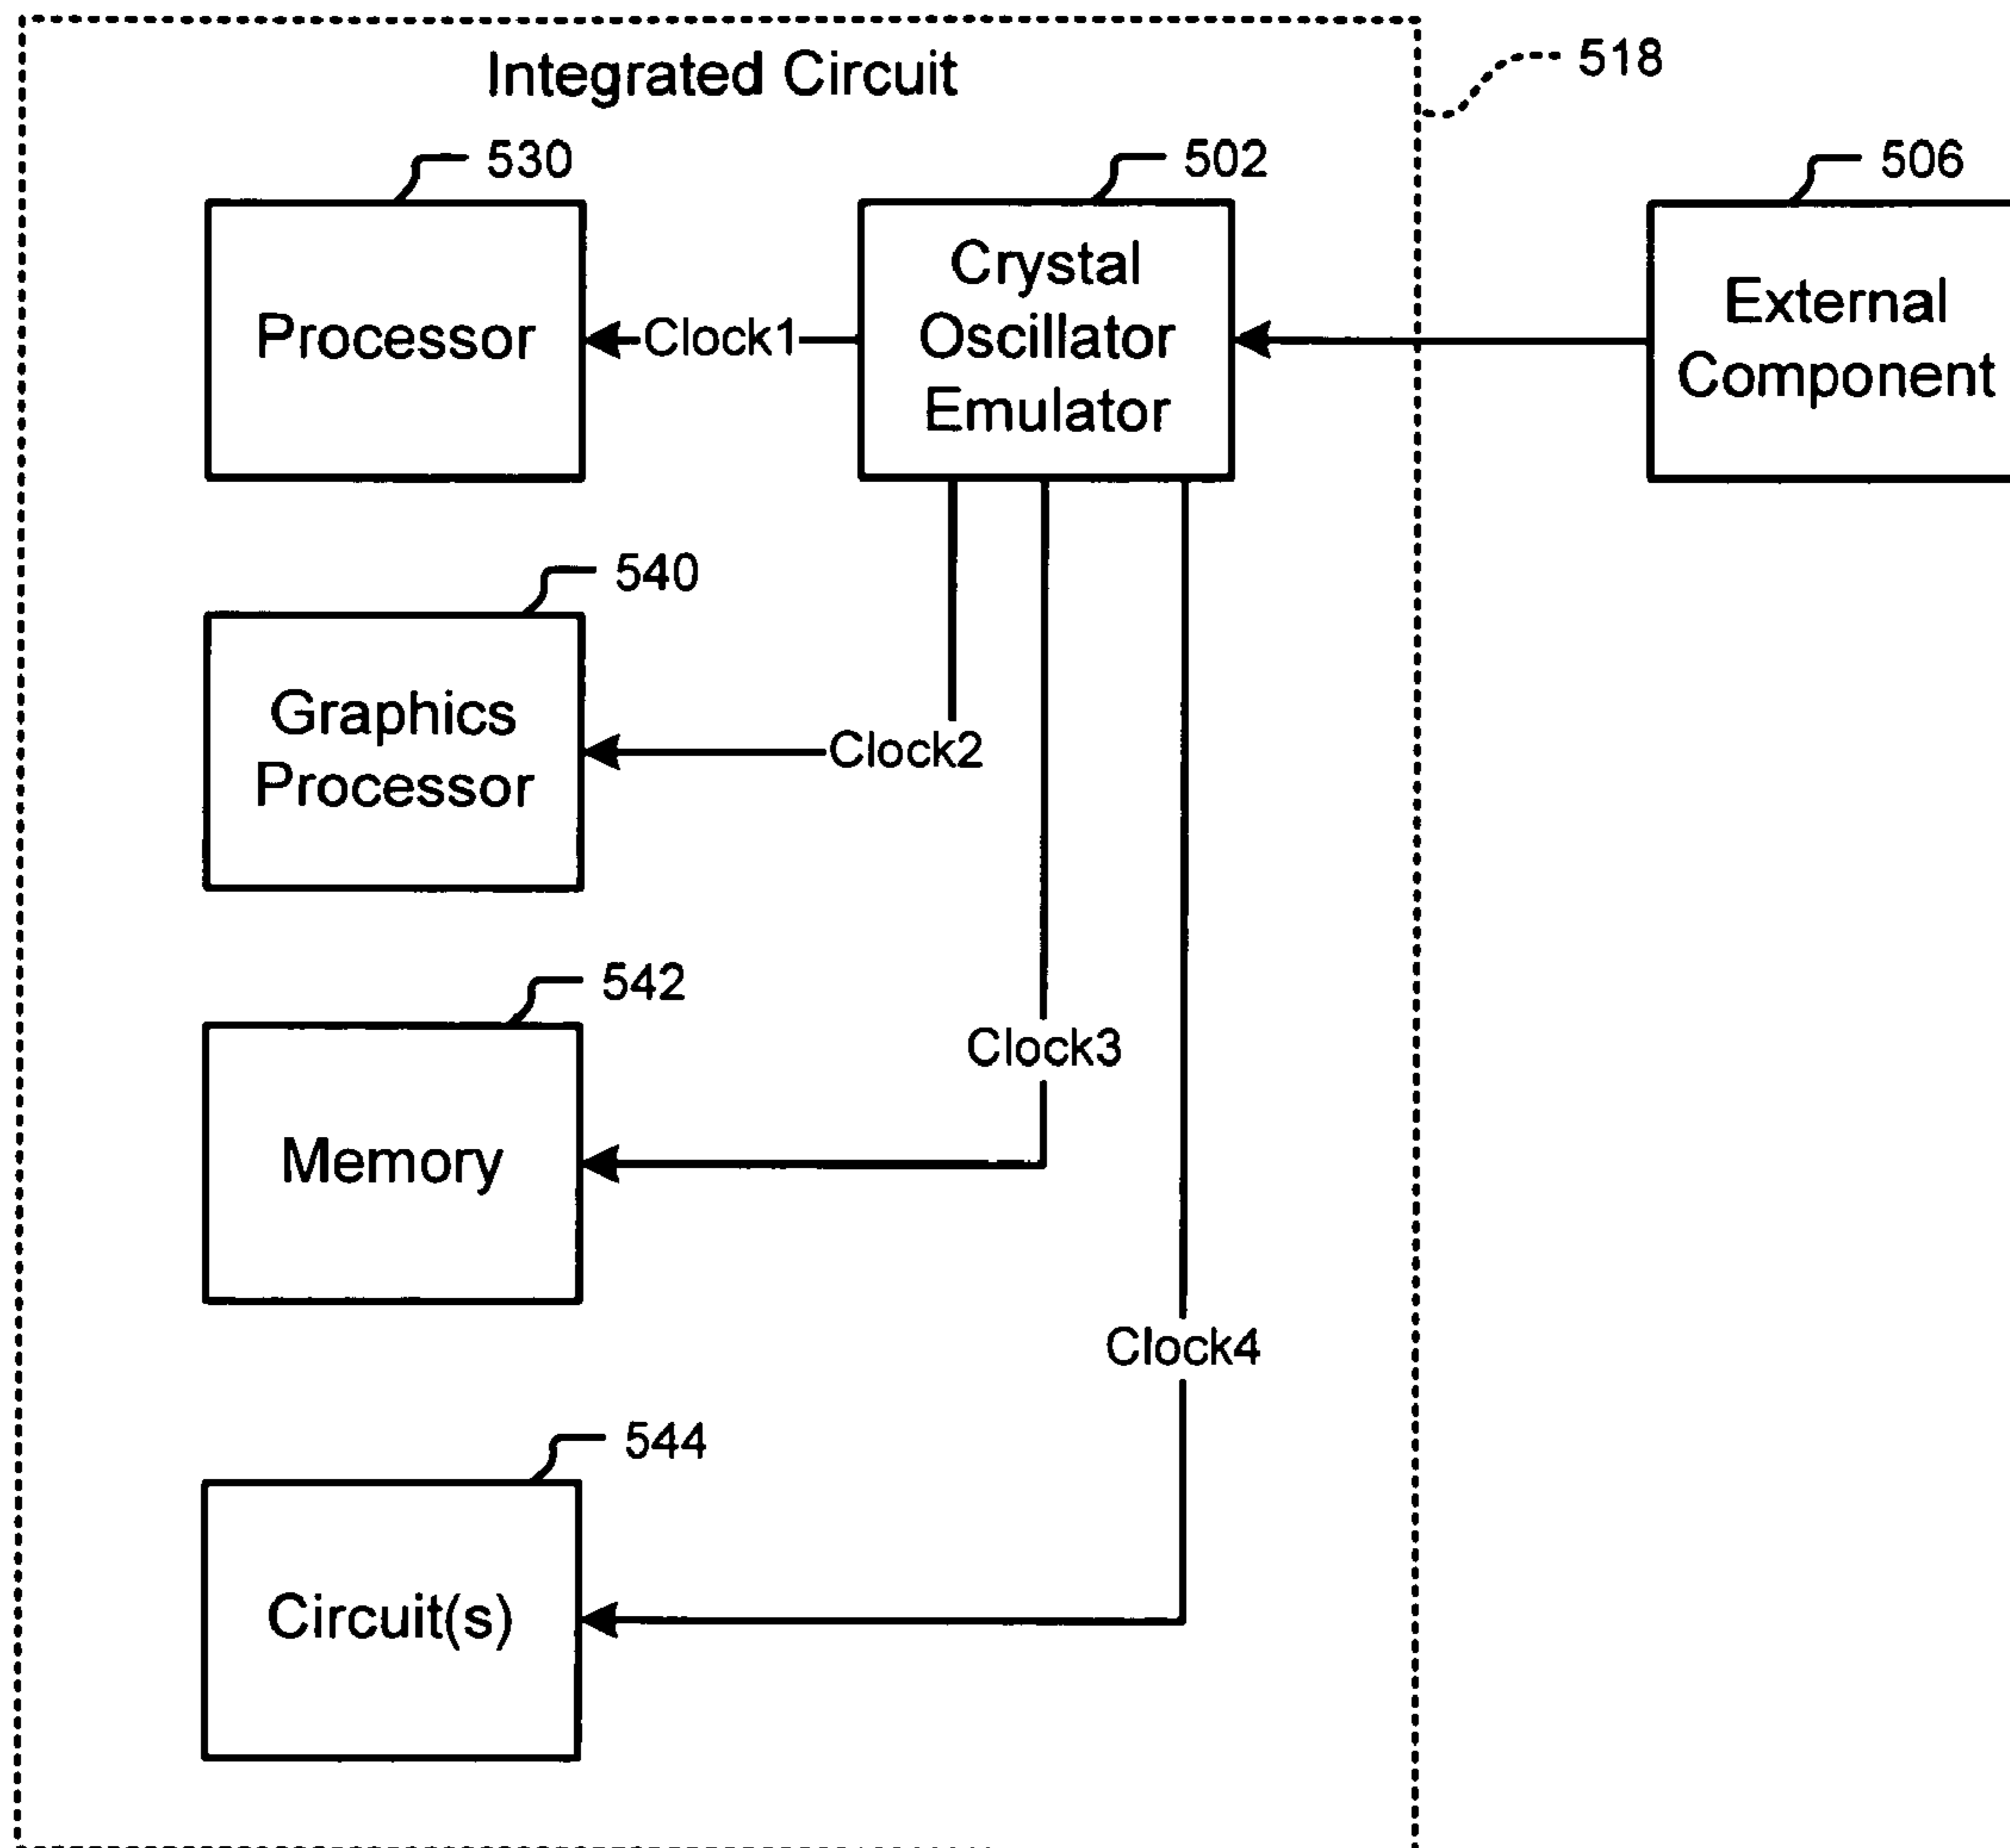 Integrated Circuit
518
530
502
506
Processor
Clock1
Crystal
Oscillator
Emulator
External
Component
540
Graphics
Processor
Clock2
542
Memory
Clock3
Clock4
544
Circuit(s)